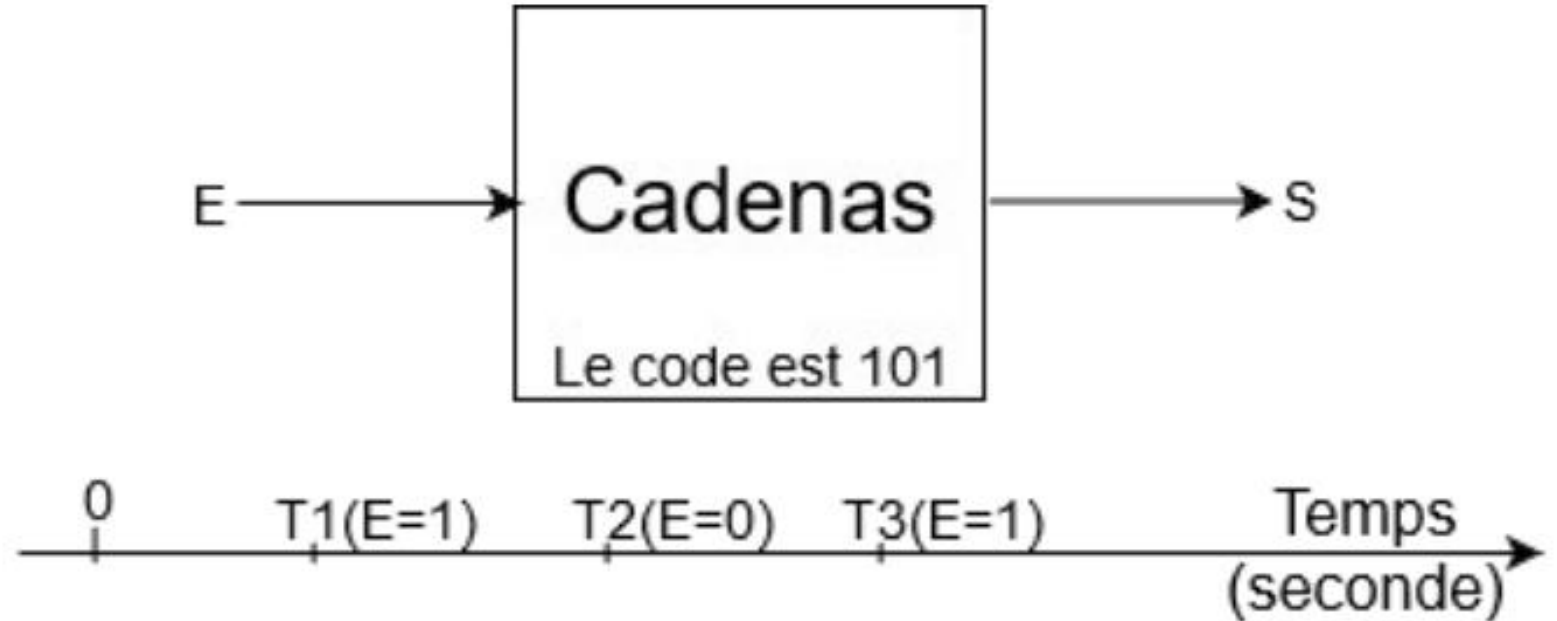 E
Cadenas
S
Le code est 101
0
T1(E=1)
T2(E=0)
T3(E=1)
Temps
(seconde)